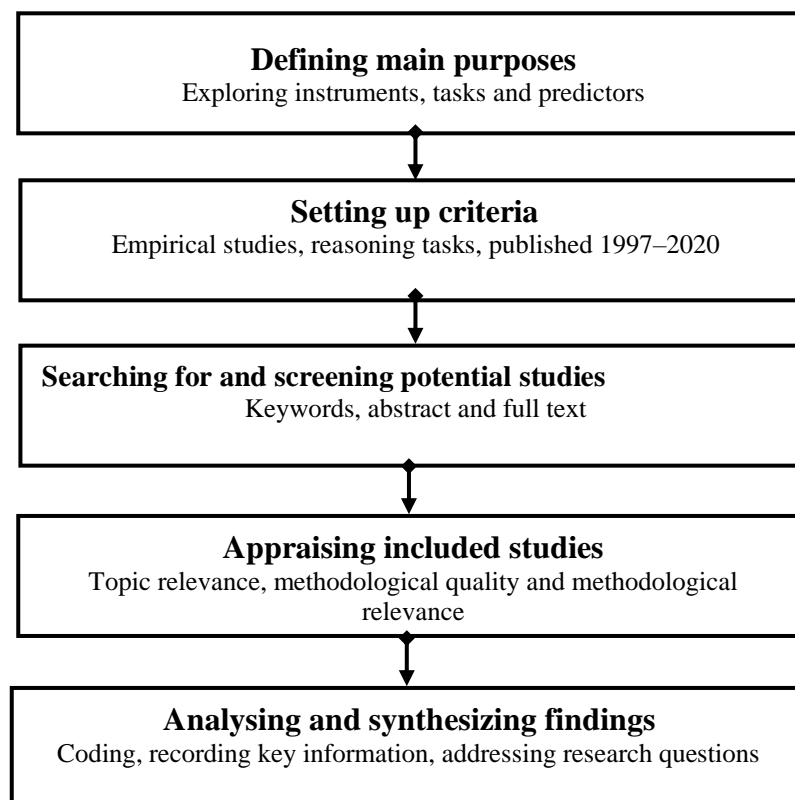 Defining main purposes
Exploring instruments, tasks and predictors
Setting up criteria
Empirical studies, reasoning tasks, published 1997–2020
Searching for and screening potential studies
Keywords, abstract and full text
Appraising included studies
Topic relevance, methodological quality and methodological
relevance
Analysing and synthesizing findings
Coding, recording key information, addressing research questions